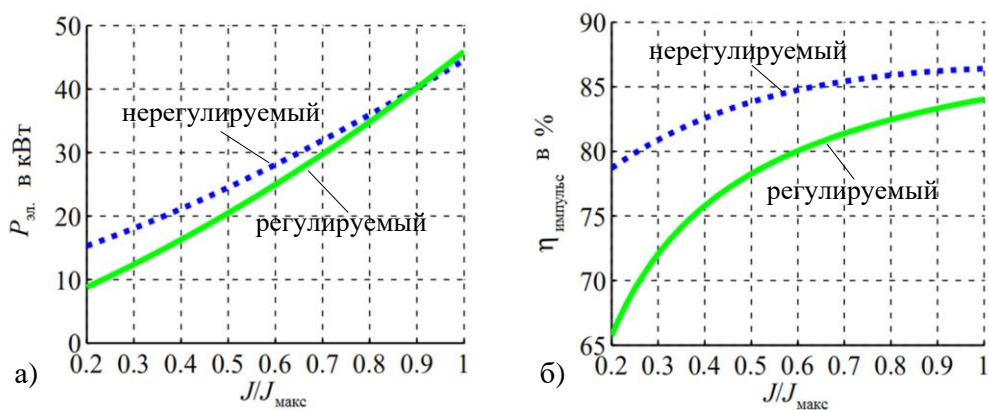 50
40
30
20
10
0
P эл. в кВт
нерегулируемый
регулируемый
0.2 0.3 0.4 0.5 0.6 0.7 0.8 0.9 1
J/J макс
а)
90
85
80
75
70
65
η импульс в %
нерегулируемый
регулируемый
0.2 0.3 0.4 0.5 0.6 0.7 0.8 0.9 1
J/J макс
б)